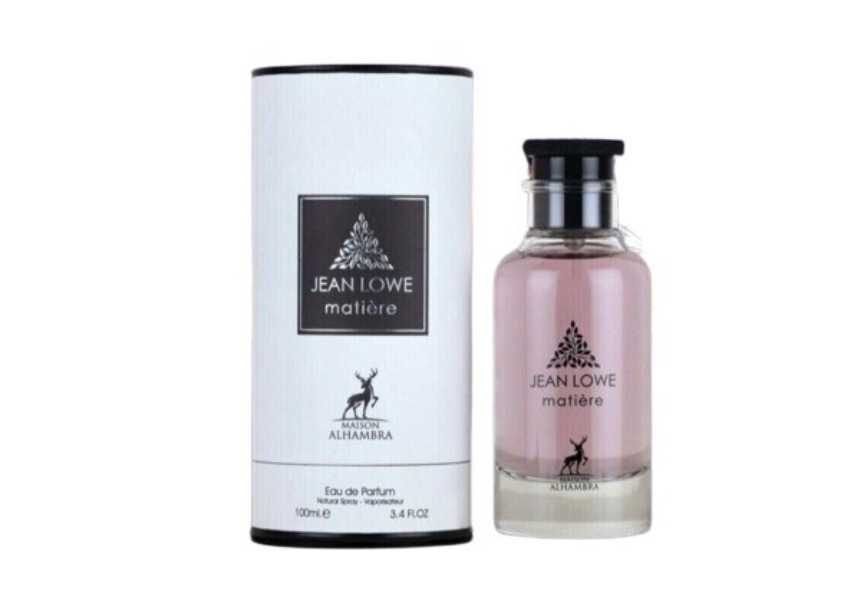 JEAN LOWE
matière
MAISON
ALHAMBRA
Eau de Parfum
Natural Spray - Vaporisateur
100ml.e 3.4 Fl.OZ
JEAN LOWE
matière
MAISON
ALHAMBRA